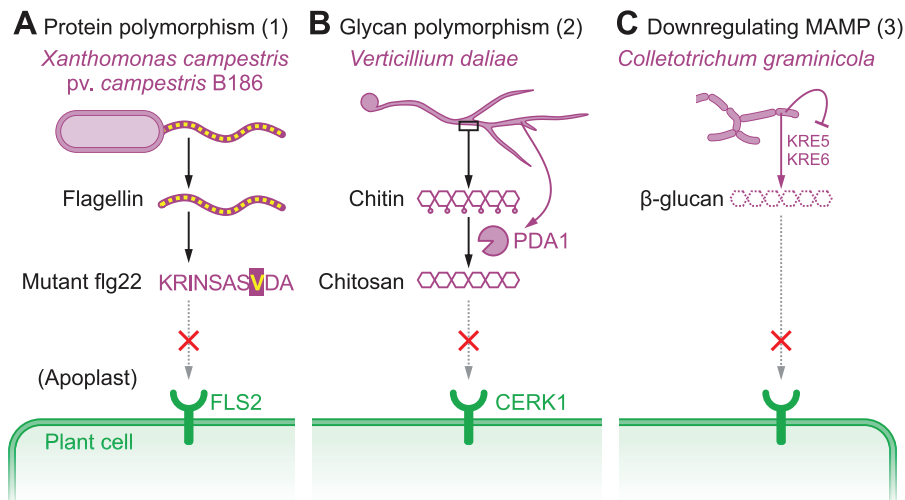 A Protein polymorphism (1)
Xanthomonas campestris
pv. campestris B186
Flagellin
Mutant flg22
KRINSASVDA
(Apoplast)
FLS2
Plant cell
B Glycan polymorphism (2)
Verticillium daliae
Chitin
PDA1
Chitosan
CERK1
C Downregulating MAMP (3)
Colletotrichum graminicola
KRE5
KRE6
β-glucan